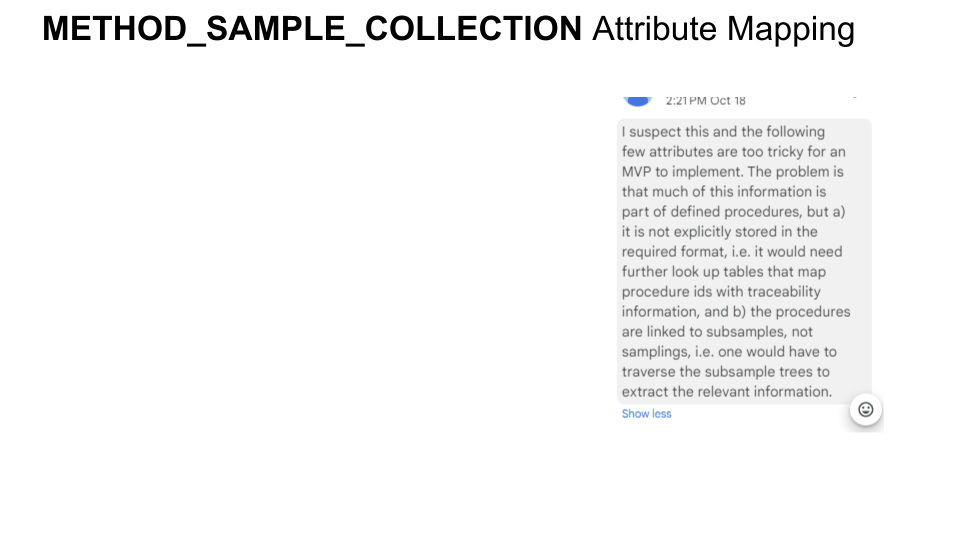 METHOD_SAMPLE_COLLECTION Attribute Mapping
2:21 PM Oct 18
I suspect this and the following
few attributes are too tricky for an
MVP to implement. The problem is
that much of this information is
part of defined procedures, but a)
it is not explicitly stored in the
required format, i.e. it would need
further look up tables that map
procedure ids with traceability
information, and b) the procedures
are linked to subsamples, not
samplings, i.e. one would have to
traverse the subsample trees to
extract the relevant information.
Show less